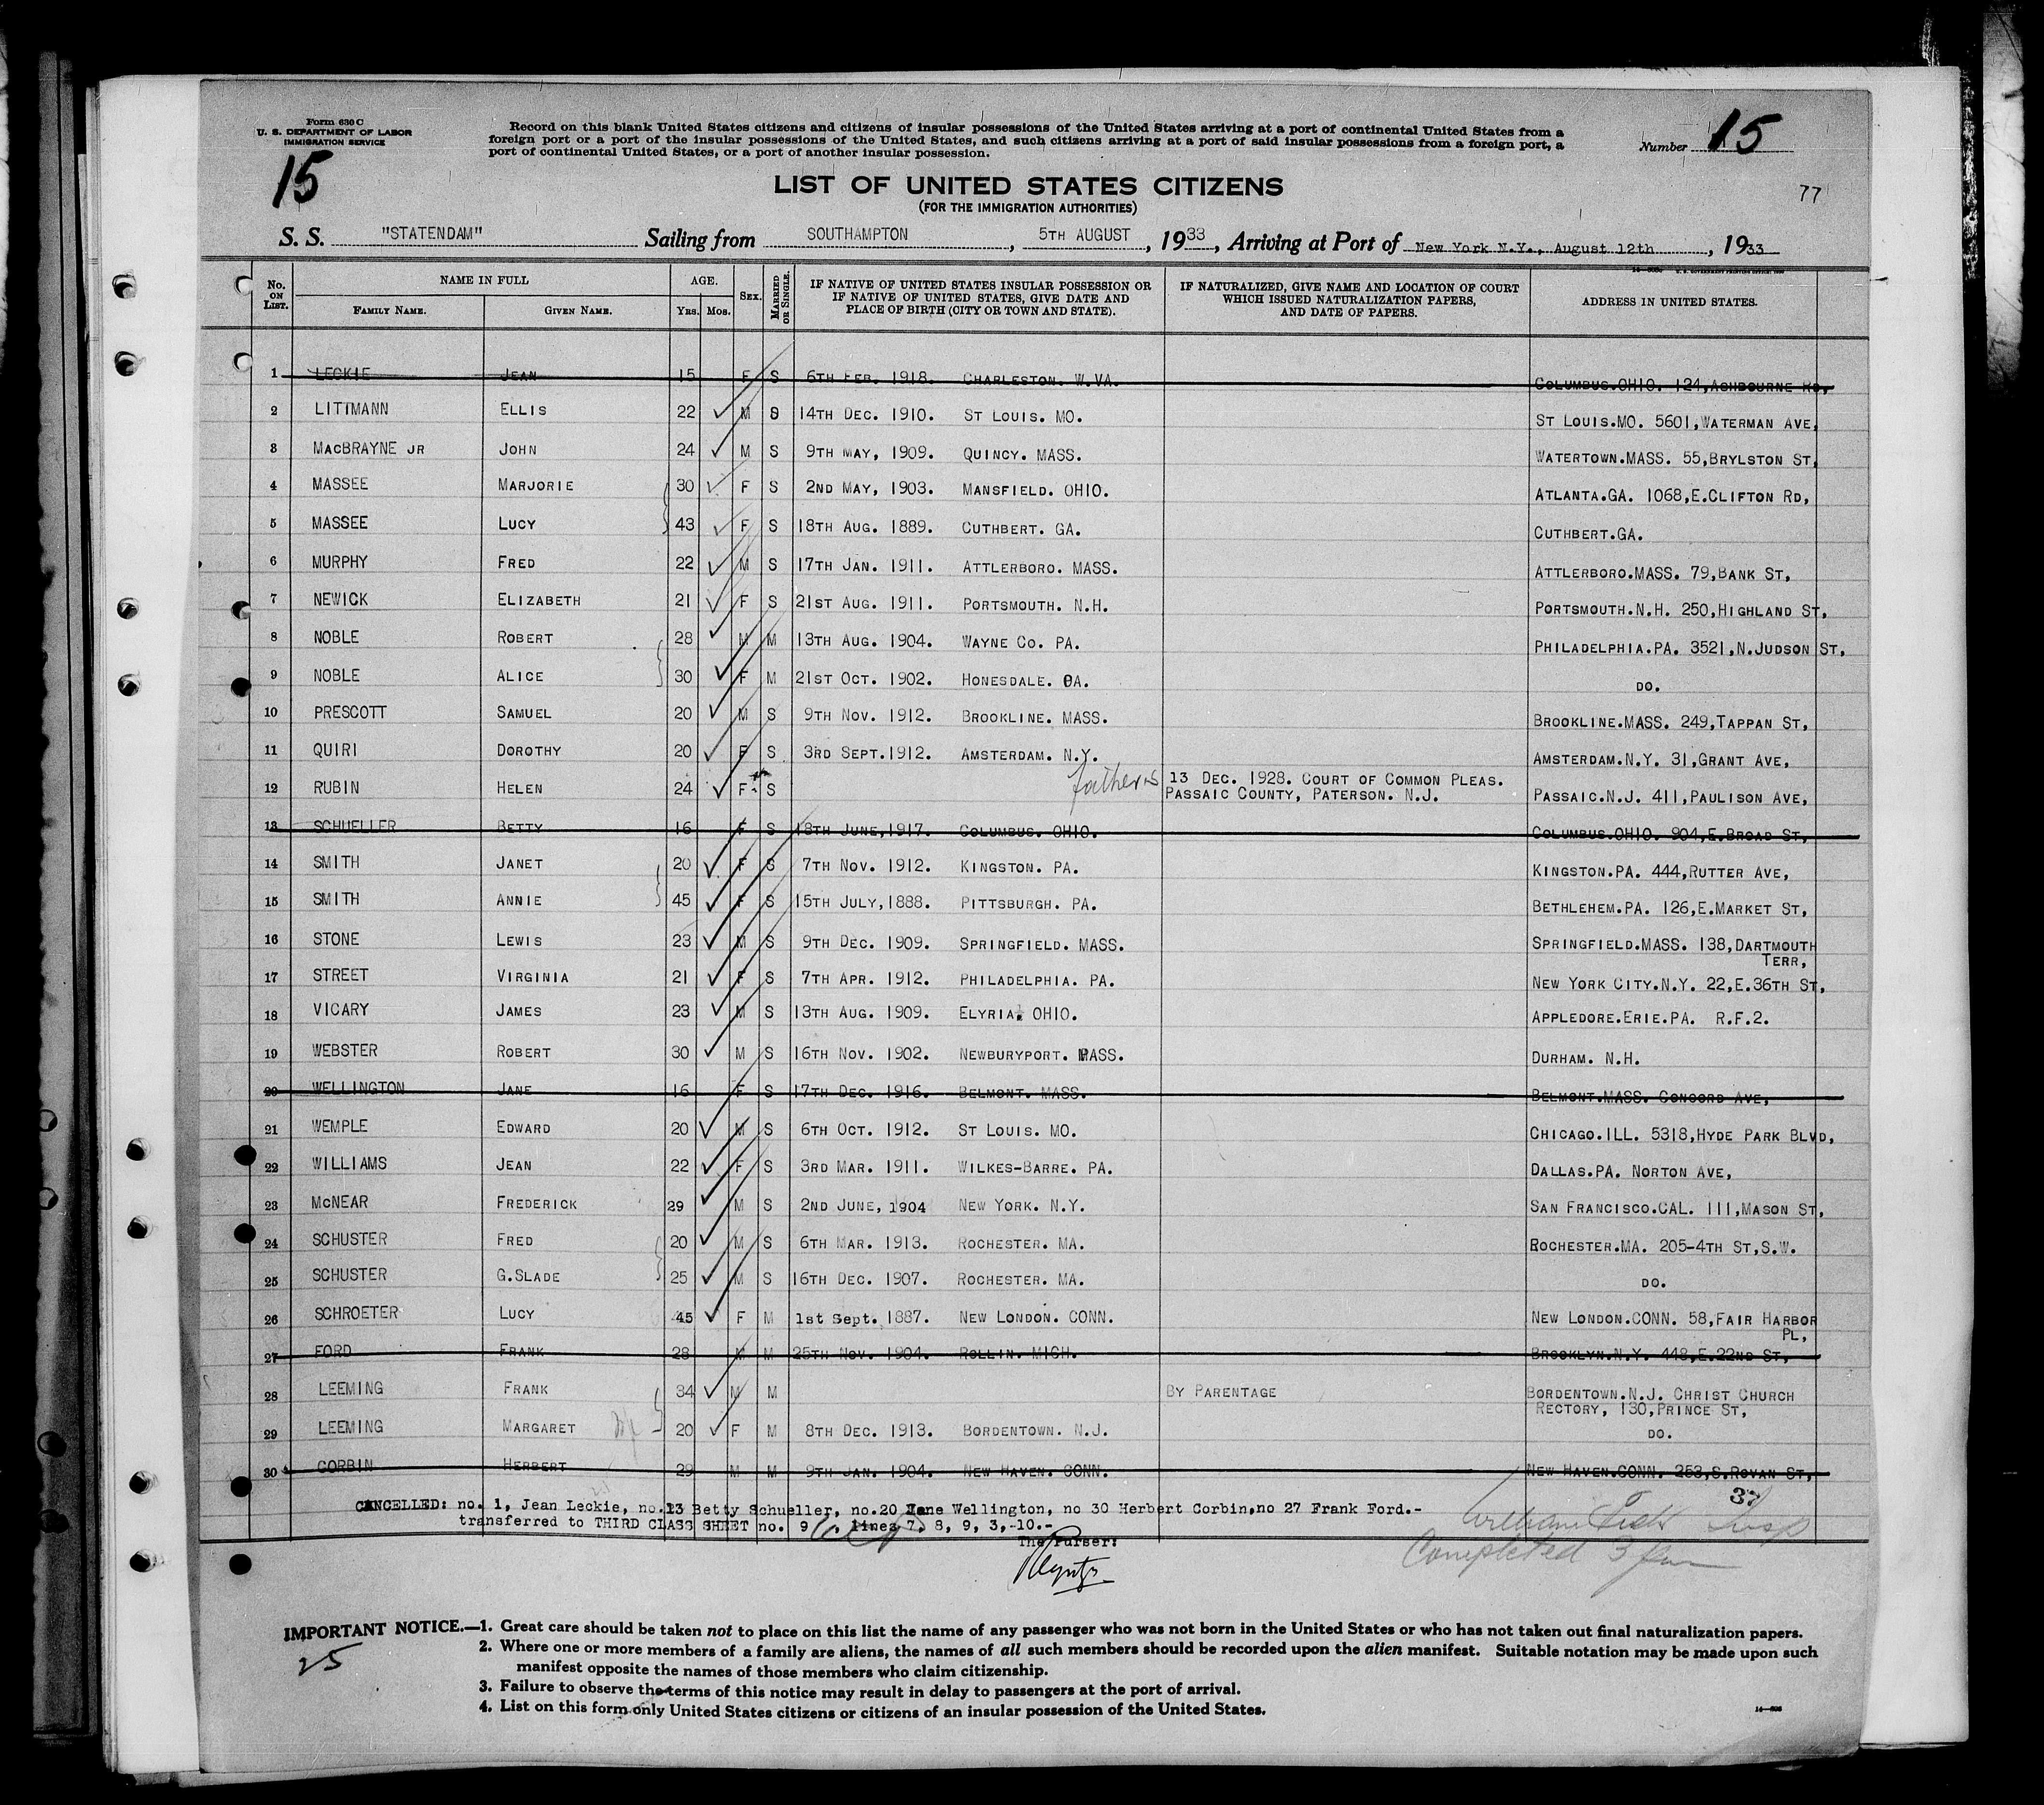 Form 630 C
U. S. DEPARTMENT OF LABOR
IMMIGRATION SERVICE
15
Record on this blank United States citizens and citizens of insular possessions of the United States arriving at a port of continental United States from a
foreign port or a port of the insular possessions of the United States, and such citizens arriving at a port of said insular possessions from a foreign port, a
port of continental United States, or a port of another insular possession.
Number 15
77
LIST OF UNITED STATES CITIZENS
(FOR THE IMMIGRATION AUTHORITIES)
S. S. "STATENDAM" Sailing from SOUTHAMPTON, 5TH AUGUST, 1933, Arriving at Port of New York N.Y., August 12th, 1933
No. ON LIST. NAME IN FULL FAMILY NAME. GIVEN NAME. AGE. YRS. MOS. SEX. MARRIED OR SINGLE. IF NATIVE OF UNITED STATES INSULAR POSSESSION OR IF NATIVE OF UNITED STATES, GIVE DATE AND PLACE OF BIRTH (CITY OR TOWN AND STATE). IF NATURALIZED, GIVE NAME AND LOCATION OF COURT WHICH ISSUED NATURALIZATION PAPERS, AND DATE OF PAPERS. ADDRESS IN UNITED STATES.
1 LECKIE JEAN 15 F S 6TH FEB. 1918. CHARLESTON. W.VA. COLUMBUS.OHIO. 124,ASHBOURNE RD,
2 LITTMANN ELLIS 22 M S 14TH DEC. 1910. ST LOUIS. MO. ST LOUIS.MO. 5601,WATERMAN AVE,
3 MACBRAYNE JR JOHN 24 M S 9TH MAY, 1909. QUINCY. MASS. WATERTOWN.MASS. 55,BRYLSTON ST,
4 MASSEE MARJORIE 30 F S 2ND MAY, 1903. MANSFIELD. OHIO. ATLANTA.GA. 1068,E.CLIFTON RD,
5 MASSEE LUCY 43 F S 18TH AUG. 1889. CUTHBERT. GA. CUTHBERT.GA.
6 MURPHY FRED 22 M S 17TH JAN. 1911. ATTLERBORO. MASS. ATTLERBORO.MASS. 79,BANK ST,
7 NEWICK ELIZABETH 21 F S 21ST AUG. 1911. PORTSMOUTH. N.H. PORTSMOUTH.N.H. 250,HIGHLAND ST,
8 NOBLE ROBERT 28 M M 13TH AUG. 1904. WAYNE CO. PA. PHILADELPHIA.PA. 3521,N.JUDSON ST,
9 NOBLE ALICE 30 F M 21ST OCT. 1902. HONESDALE. PA. DO.
10 PRESCOTT SAMUEL 20 M S 9TH NOV. 1912. BROOKLINE. MASS. BROOKLINE.MASS. 249,TAPPAN ST,
11 QUIRI DOROTHY 20 F S 3RD SEPT.1912. AMSTERDAM. N.Y. AMSTERDAM.N.Y. 31,GRANT AVE,
12 RUBIN HELEN 24 F S father's 13 DEC. 1928. COURT OF COMMON PLEAS.
PASSAIC COUNTY, PATERSON. N.J. PASSAIC.N.J. 411,PAULISON AVE,
13 SCHUELLER BETTY 16 F S 18TH JUNE,1917. COLUMBUS. OHIO. COLUMBUS.OHIO. 904,E.BROAD ST,
14 SMITH JANET 20 F S 7TH NOV. 1912. KINGSTON. PA. KINGSTON.PA. 444,RUTTER AVE,
15 SMITH ANNIE 45 F S 15TH JULY,1888. PITTSBURGH. PA. BETHLEHEM.PA. 126,E.MARKET ST,
16 STONE LEWIS 23 M S 9TH DEC. 1909. SPRINGFIELD. MASS. SPRINGFIELD.MASS. 138,DARTMOUTH
TERR,
17 STREET VIRGINIA 21 F S 7TH APR. 1912. PHILADELPHIA. PA. NEW YORK CITY.N.Y. 22,E.36TH ST,
18 VICARY JAMES 23 M S 13TH AUG. 1909. ELYRIA. OHIO. APPLEDORE.ERIE.PA. R.F.2.
19 WEBSTER ROBERT 30 M S 16TH NOV. 1902. NEWBURYPORT. MASS. DURHAM. N.H.
20 WELLINGTON JANE 16 F S 17TH DEC. 1916. BELMONT. MASS. BELMONT.MASS. CONCORD AVE,
21 WEMPLE EDWARD 20 M S 6TH OCT. 1912. ST LOUIS. MO. CHICAGO.ILL. 5318,HYDE PARK BLVD,
22 WILLIAMS JEAN 22 F S 3RD MAR. 1911. WILKES-BARRE. PA. DALLAS.PA. NORTON AVE,
23 MCNEAR FREDERICK 29 M S 2ND JUNE, 1904 NEW YORK. N.Y. SAN FRANCISCO.CAL. 111,MASON ST,
24 SCHUSTER FRED 20 M S 6TH MAR. 1913. ROCHESTER. MA. ROCHESTER.MA. 205-4TH ST,S.W.
25 SCHUSTER G.SLADE 25 M S 16TH DEC. 1907. ROCHESTER. MA. DO.
26 SCHROETER LUCY 45 F M 1st Sept. 1887. NEW LONDON. CONN. NEW LONDON.CONN. 58,FAIR HARBOR
PL,
27 FORD FRANK 28 M M 25TH NOV. 1904. ROLLIN. MICH. BROOKLYN.N.Y. 448,E.22ND ST,
28 LEEMING FRANK 34 M M BY PARENTAGE BORDENTOWN.N.J. CHRIST CHURCH
RECTORY, 130,PRINCE ST,
29 LEEMING MARGARET 20 F M 8TH DEC. 1913. BORDENTOWN. N.J. DO.
30 CORBIN HERBERT 29 M M 9TH JAN. 1904. NEW HAVEN. CONN. NEW HAVEN.CONN. 253,S.ROVAN ST,
CANCELLED: no. 1, Jean Leckie, no.13 Betty Schueller, no.20 Jane Wellington, no 30 Herbert Corbin,no 27 Frank Ford.-
transferred to THIRD CLASS SHEET no. 9 lines 7, 8, 9, 3,-10.-
37
The Purser:
Completed 3 pm
IMPORTANT NOTICE.—1. Great care should be taken not to place on this list the name of any passenger who was not born in the United States or who has not taken out final naturalization papers.
25
2. Where one or more members of a family are aliens, the names of all such members should be recorded upon the alien manifest. Suitable notation may be made upon such
manifest opposite the names of those members who claim citizenship.
3. Failure to observe the terms of this notice may result in delay to passengers at the port of arrival.
4. List on this form only United States citizens or citizens of an insular possession of the United States.